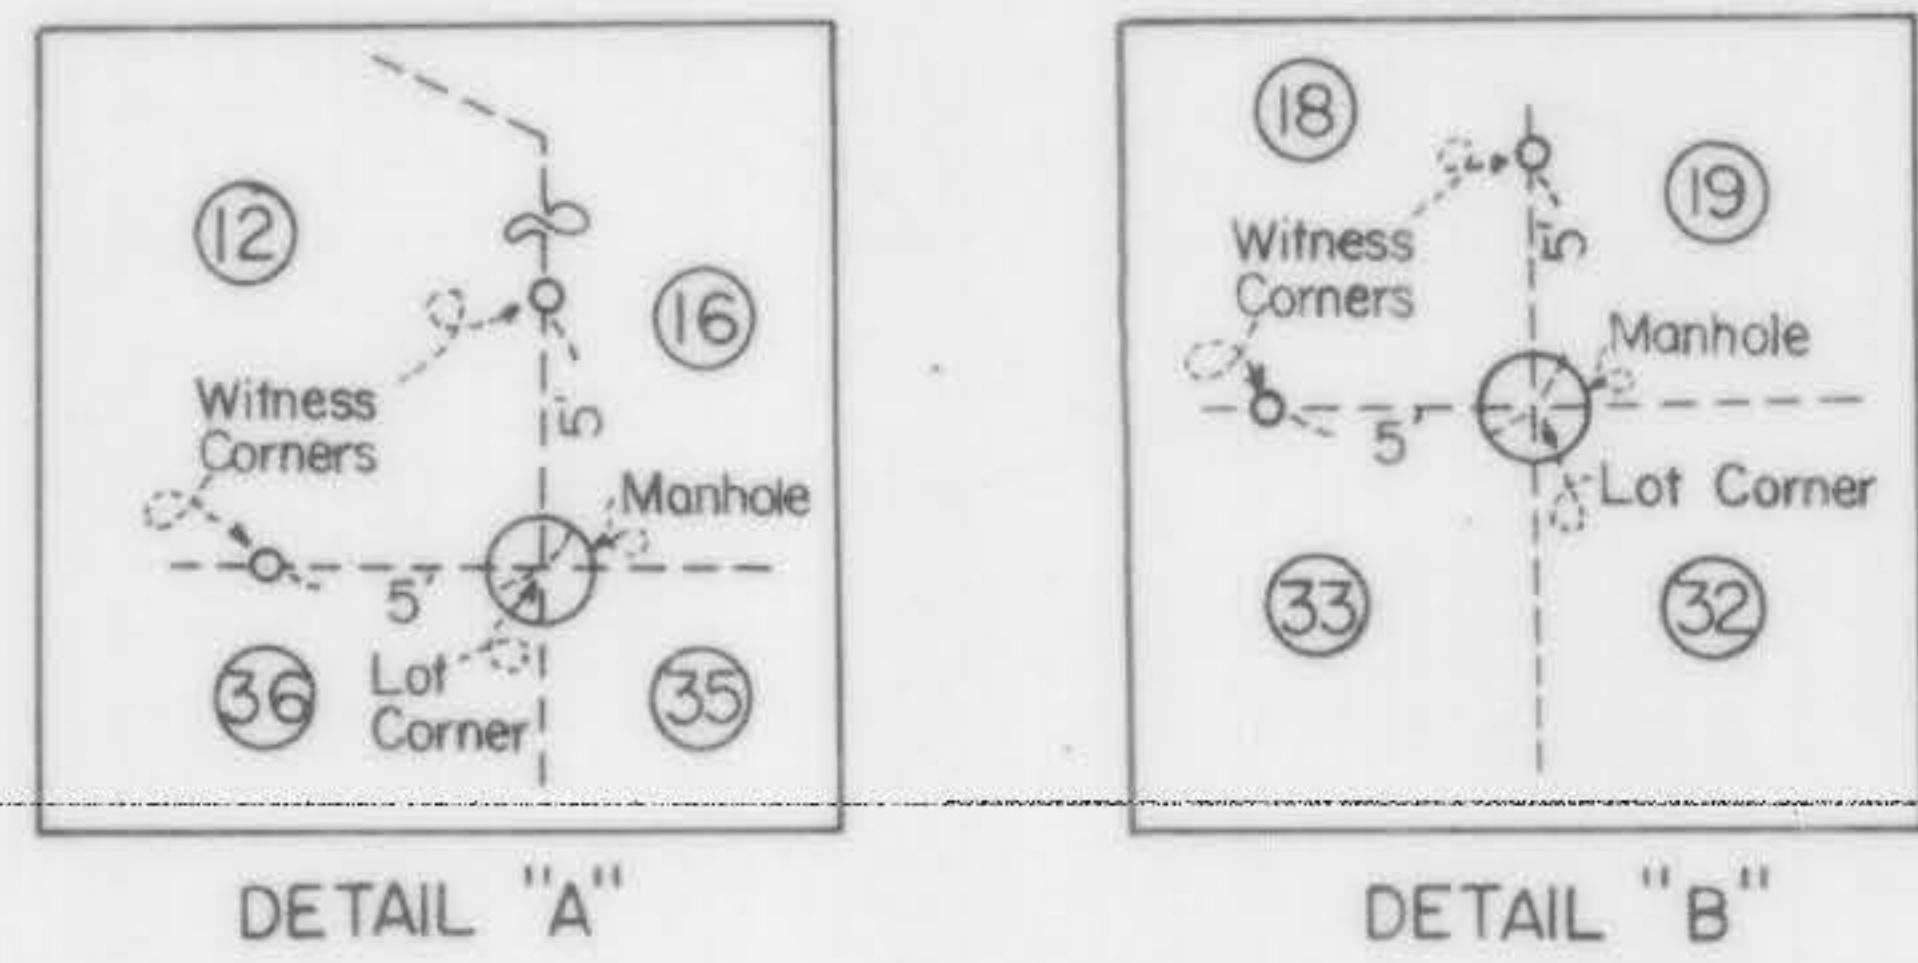 12
16
Witness
Corners
5'
Manhole
5'
36
Lot
Corner
35
DETAIL "A"
18
19
Witness
Corners
5'
Manhole
5'
Lot Corner
33
32
DETAIL "B"